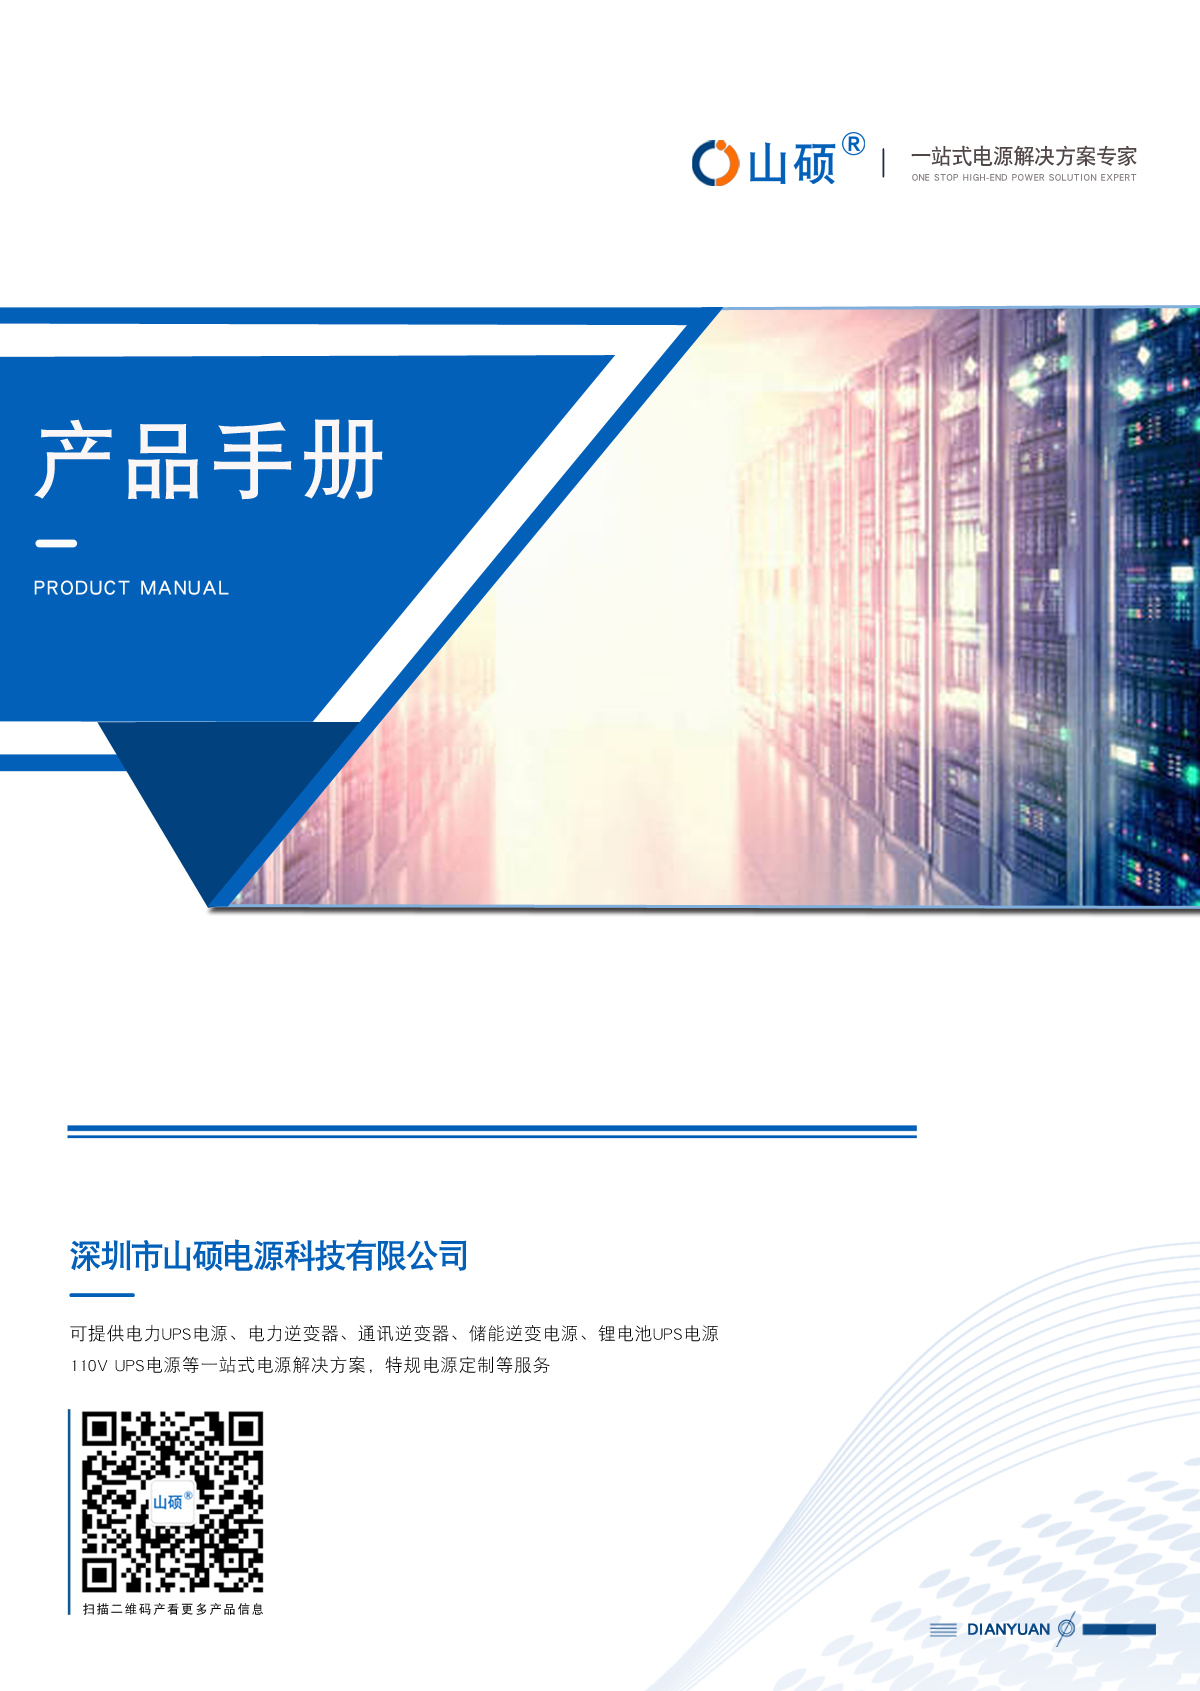 山硕®
一站式电源解决方案专家
ONE STOP HIGH-END POWER SOLUTION EXPERT
产品手册
PRODUCT MANUAL
深圳市山硕电源科技有限公司
可提供电力UPS电源、电力逆变器、通讯逆变器、储能逆变电源、锂电池UPS电源
110V UPS电源等一站式电源解决方案，特规电源定制等服务
山硕®
扫描二维码产看更多产品信息
DIANYUAN